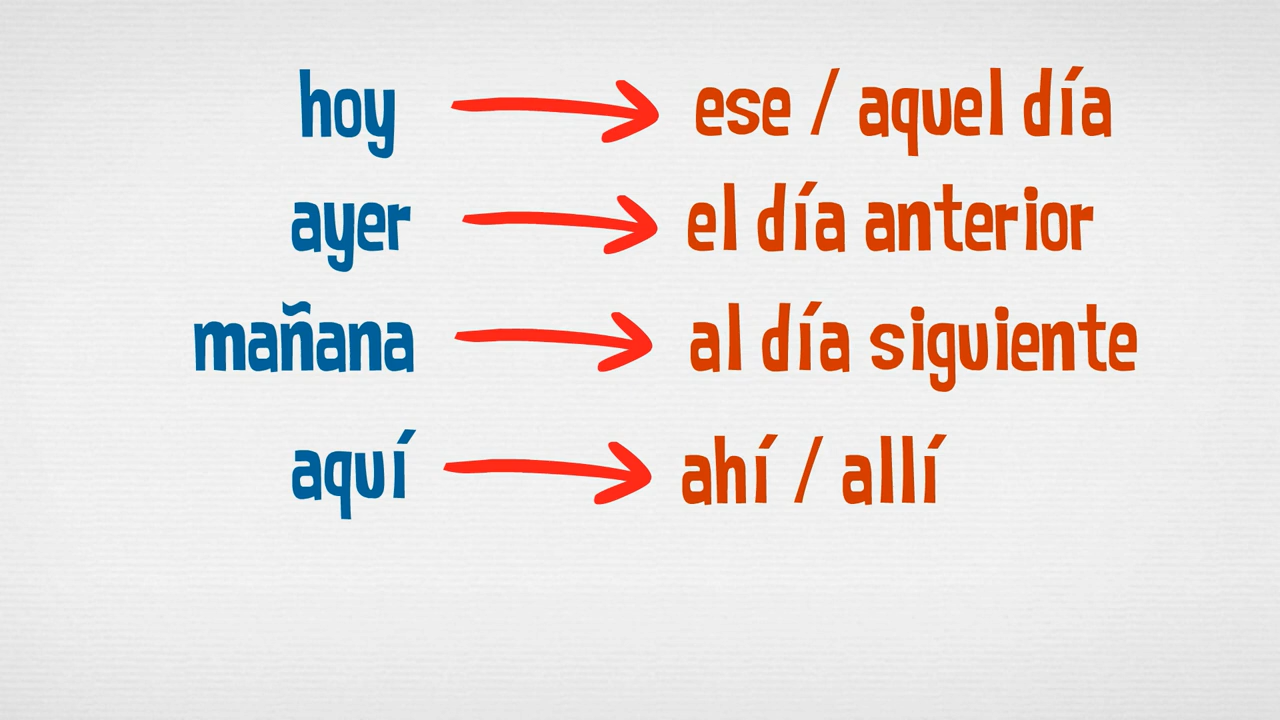 hoy ese / aquel día
ayer el día anterior
mañana al día siguiente
aquí ahí / allí